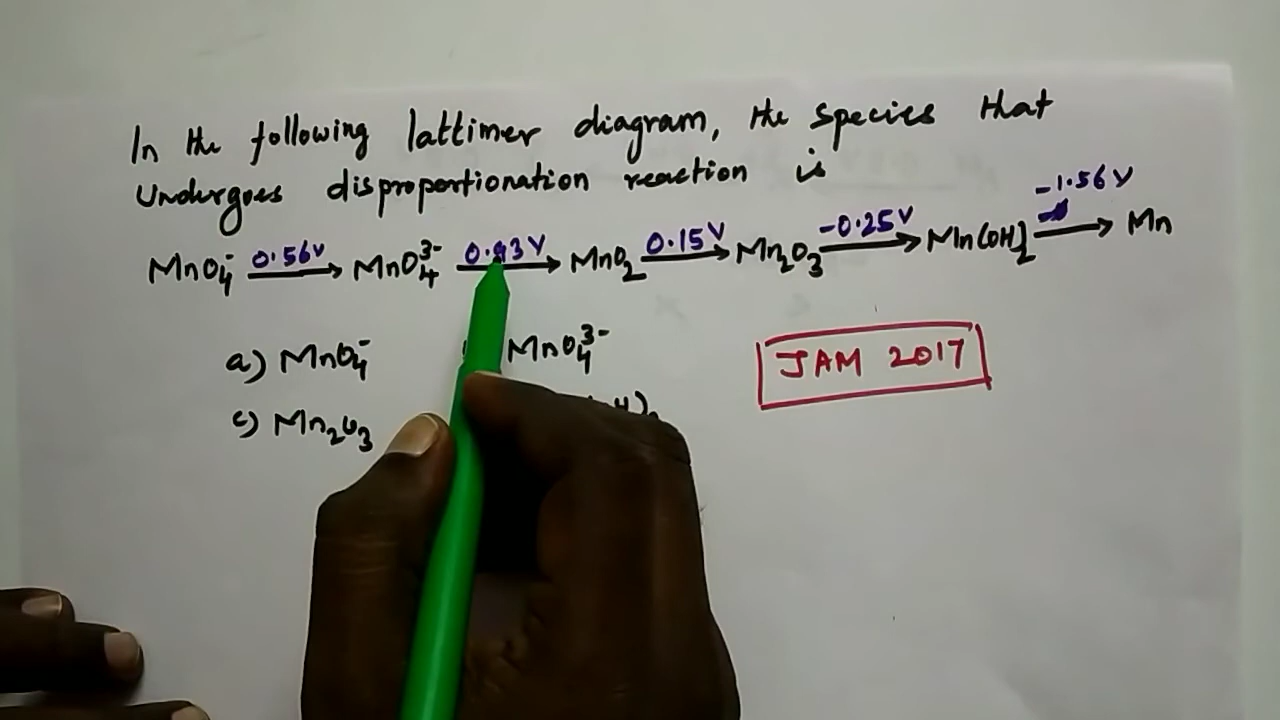 In the following lattimer diagram, the species that
Undergoes disproportionation reaction is
MnO₄⁻ 0.56V MnO₄³⁻ 0.93V MnO₂ 0.15V Mn₂O₃ -0.25V Mn(OH)₂ -1.56V Mn
a) MnO₄⁻ MnO₄³⁻
c) Mn₂O₃
JAM 2017